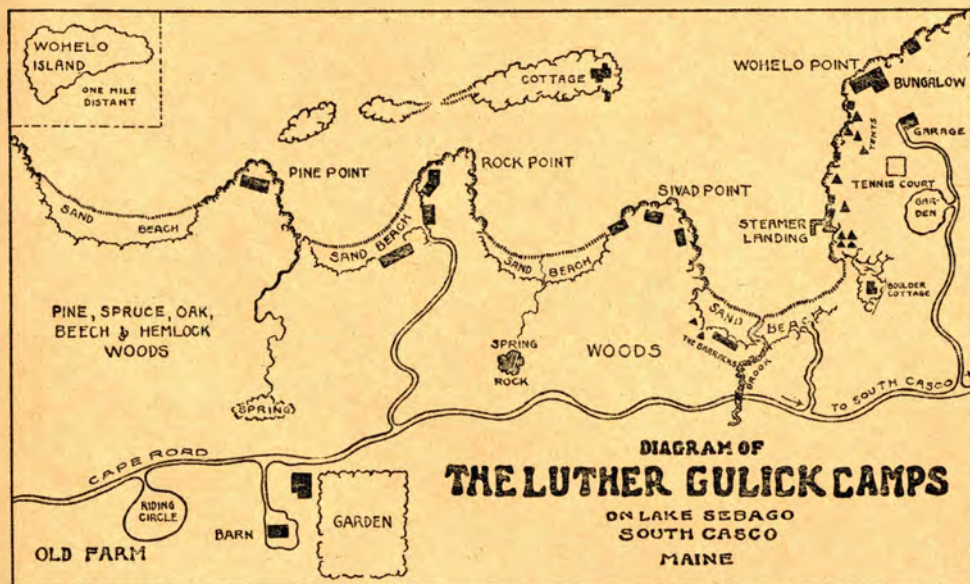 WOHELO
ISLAND
ONE MILE
DISTANT
COTTAGE
WOHELO POINT
BUNGALOW
TENTS
GARAGE
PINE POINT
ROCK POINT
SIVAD POINT
TENNIS COURT
GAR-
DEN
STEAMER
LANDING
SAND
BEACH
SAND BEACH
SAND BEACH
BOULDER
COTTAGE
SAND BEACH
PINE, SPRUCE, OAK,
BEECH & HEMLOCK
WOODS
SPRING
ROCK
WOODS
THE BARRACKS
BROOK
SPRING
TO SOUTH CASCO
CAPE ROAD
RIDING
CIRCLE
BARN
GARDEN
OLD FARM
DIAGRAM OF
THE LUTHER GULICK CAMPS
ON LAKE SEBAGO
SOUTH CASCO
MAINE